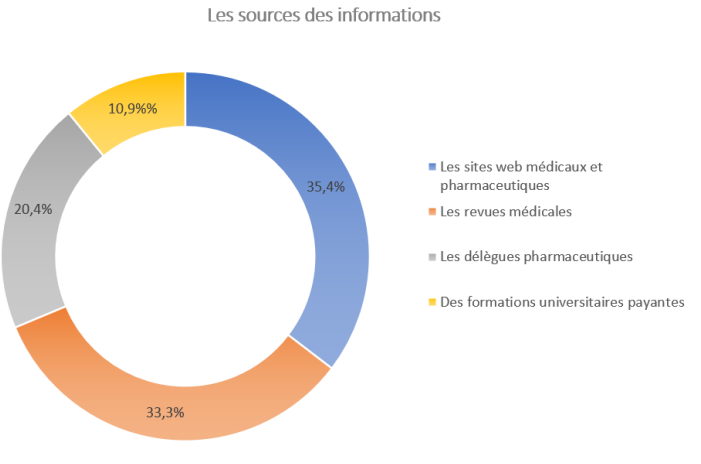 Les sources des informations
10,9%%
35,4%
20,4%
33,3%
Les sites web médicaux et
pharmaceutiques
Les revues médicales
Les délègues pharmaceutiques
Des formations universitaires payantes